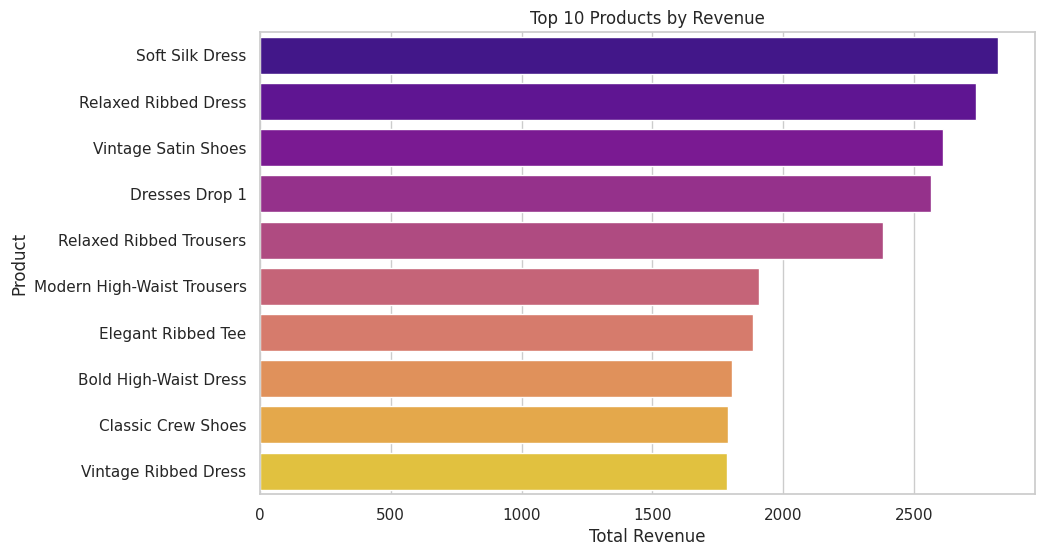 Top 10 Products by Revenue
Product
Soft Silk Dress
Relaxed Ribbed Dress
Vintage Satin Shoes
Dresses Drop 1
Relaxed Ribbed Trousers
Modern High-Waist Trousers
Elegant Ribbed Tee
Bold High-Waist Dress
Classic Crew Shoes
Vintage Ribbed Dress
0 500 1000 1500 2000 2500
Total Revenue